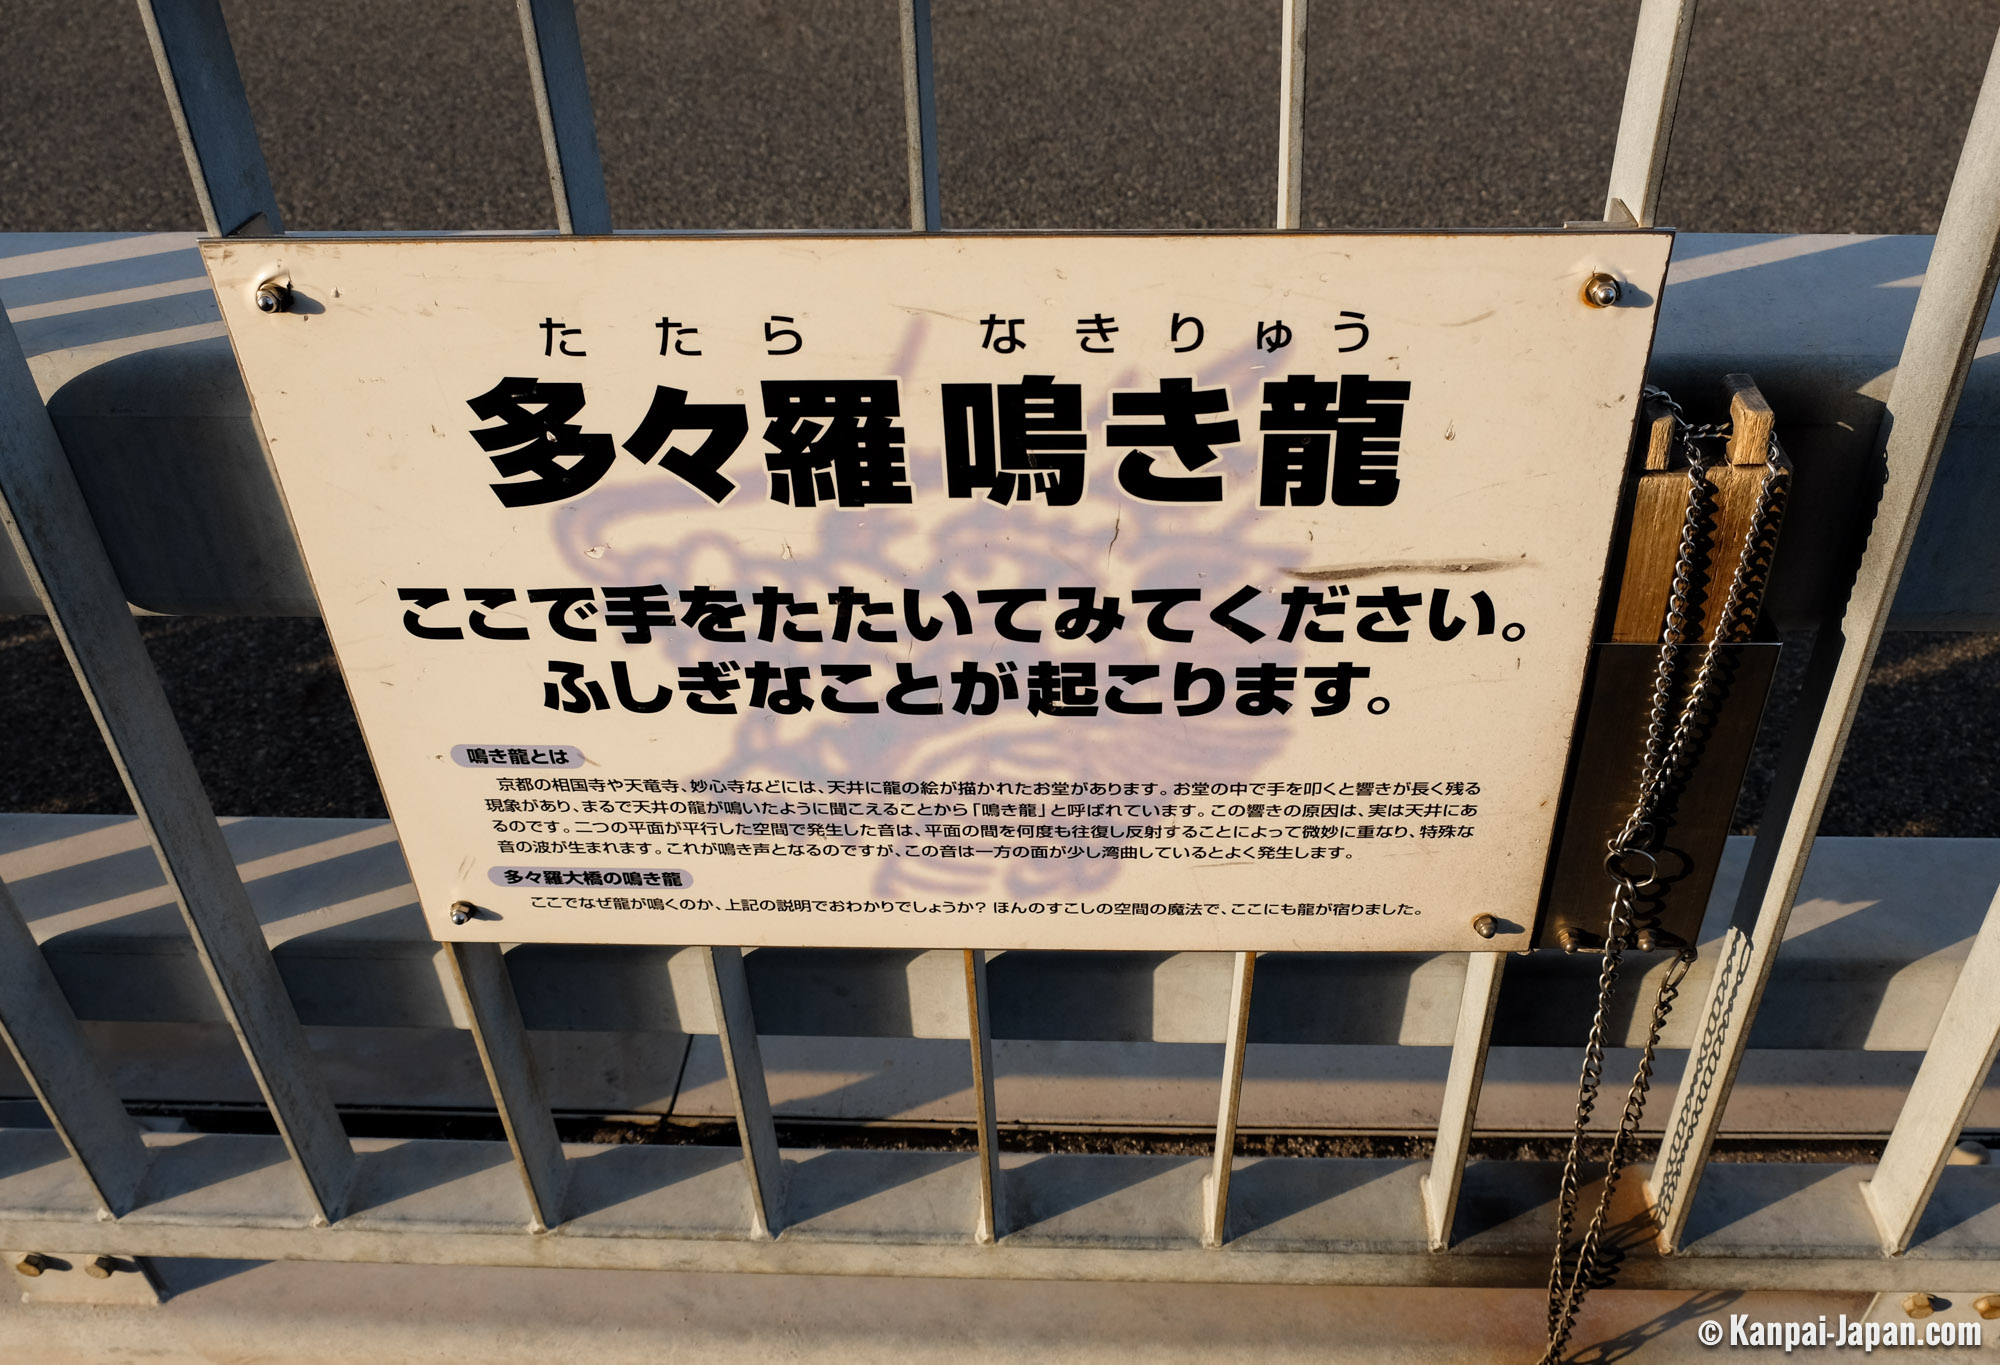 たたら なきりゅう
多々羅 鳴き龍
ここで手をたたいてみてください。
ふしぎなことが起こります。
鳴き龍とは
京都の相国寺や天竜寺、妙心寺などには、天井に龍の絵が描かれたお堂があります。お堂の中で手を叩くと響きが長く残る
現象があり、まるで天井の龍が鳴いたように聞こえることから「鳴き龍」と呼ばれています。この響きの原因は、実は天井にあ
るのです。二つの平面が平行した空間で発生した音は、平面の間を何度も往復し反射することによって微妙に重なり、特殊な
音の波が生まれます。これが鳴き声となるのですが、この音は一方の面が少し湾曲しているとよく発生します。
多々羅大橋の鳴き龍
ここでなぜ龍が鳴くのか、上記の説明でおわかりでしょうか？ ほんのすこしの空間の魔法で、ここにも龍が宿りました。
© Kanpai-Japan.com